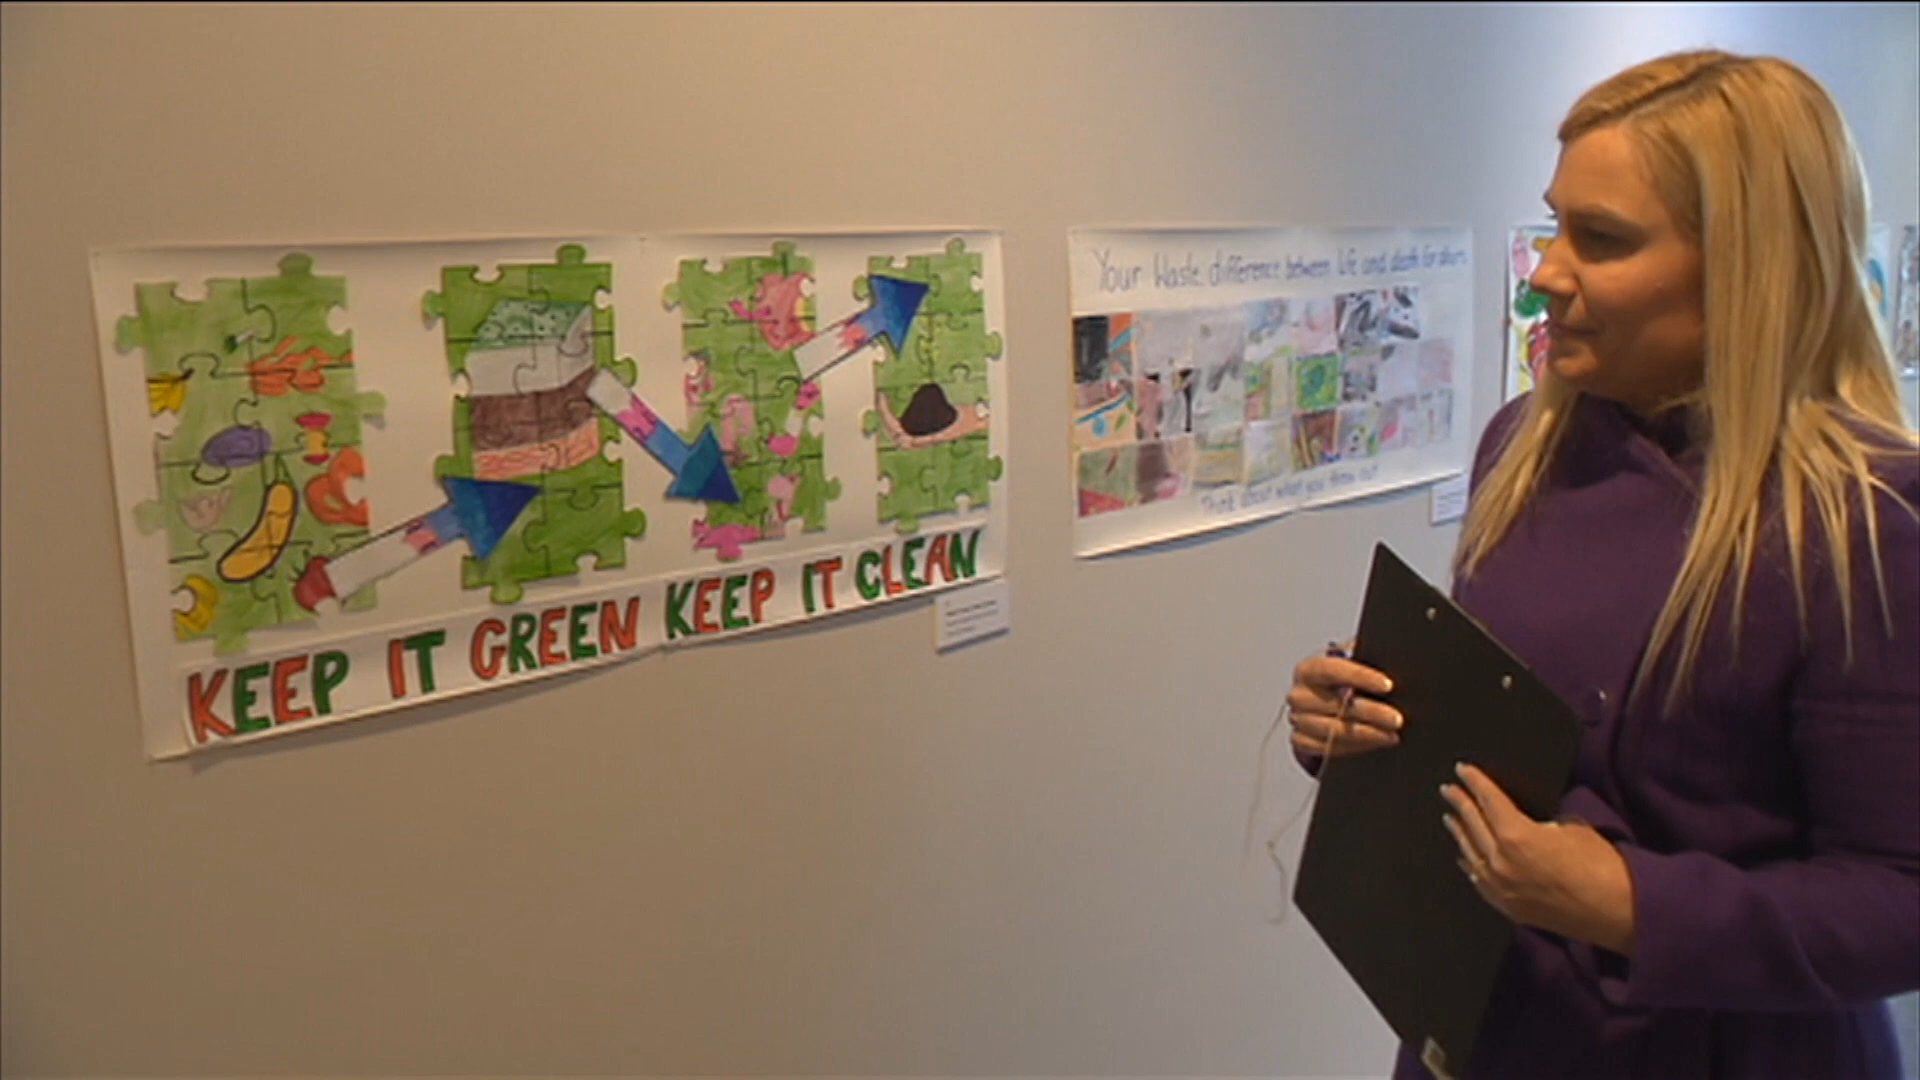 KEEP IT GREEN KEEP IT CLEAN
Your Waste difference between life and death for others
Think about what you throw out